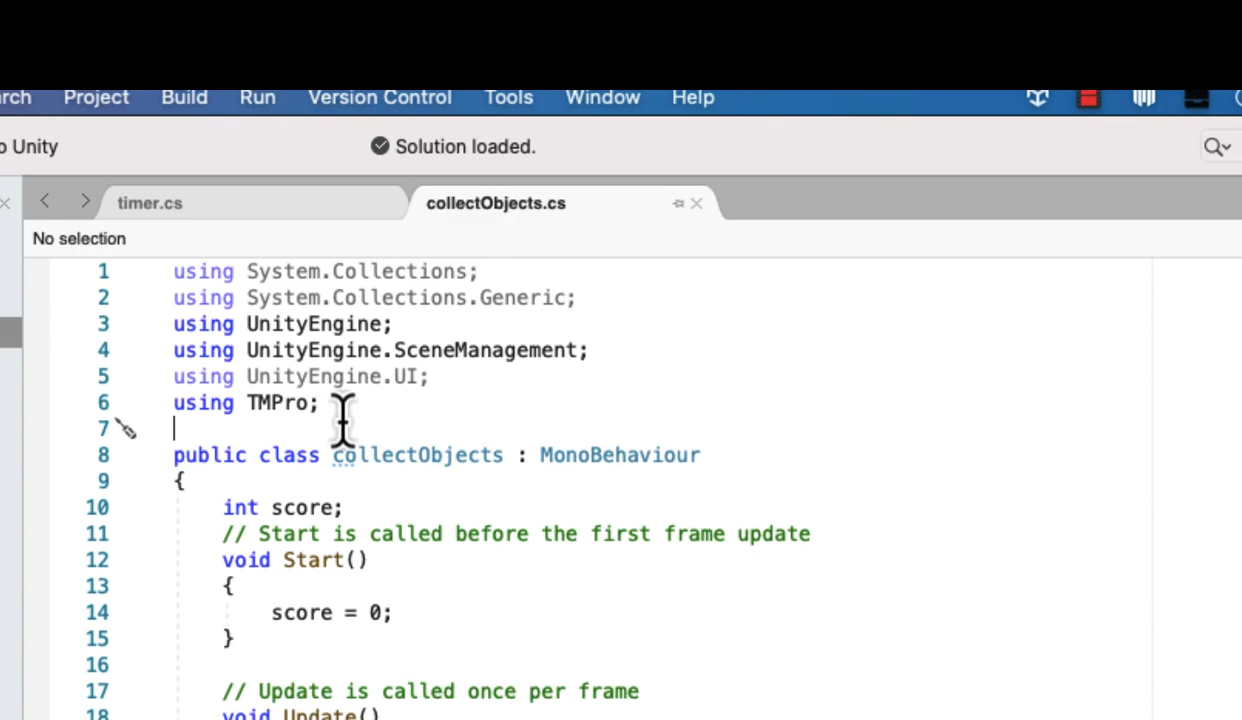 rch Project Build Run Version Control Tools Window Help
o Unity Solution loaded.
timer.cs collectObjects.cs
No selection
1 using System.Collections;
2 using System.Collections.Generic;
3 using UnityEngine;
4 using UnityEngine.SceneManagement;
5 using UnityEngine.UI;
6 using TMPro;
7
8 public class collectObjects : MonoBehaviour
9 {
10 int score;
11 // Start is called before the first frame update
12 void Start()
13 {
14 score = 0;
15 }
16
17 // Update is called once per frame
18 void Update()